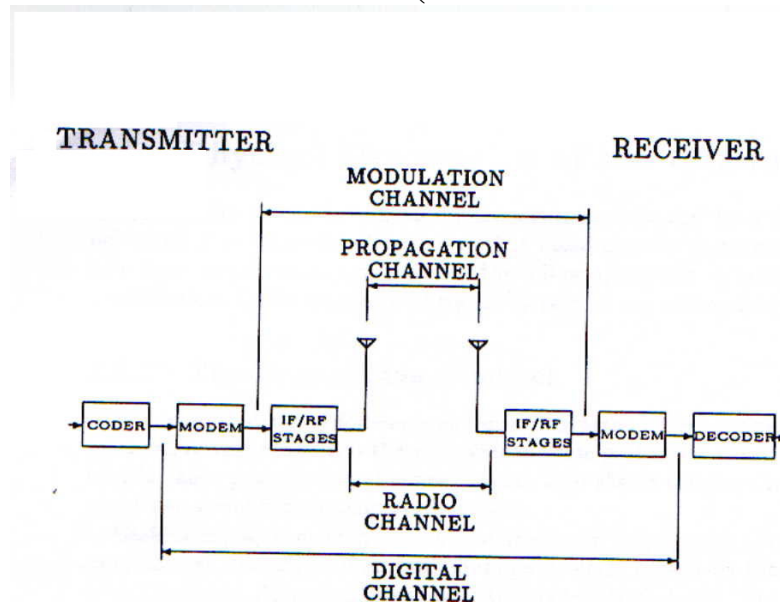 TRANSMITTER
RECEIVER
MODULATION
CHANNEL
PROPAGATION
CHANNEL
CODER
MODEM
IF/RF
STAGES
IF/RF
STAGES
MODEM
DECODER
RADIO
CHANNEL
DIGITAL
CHANNEL